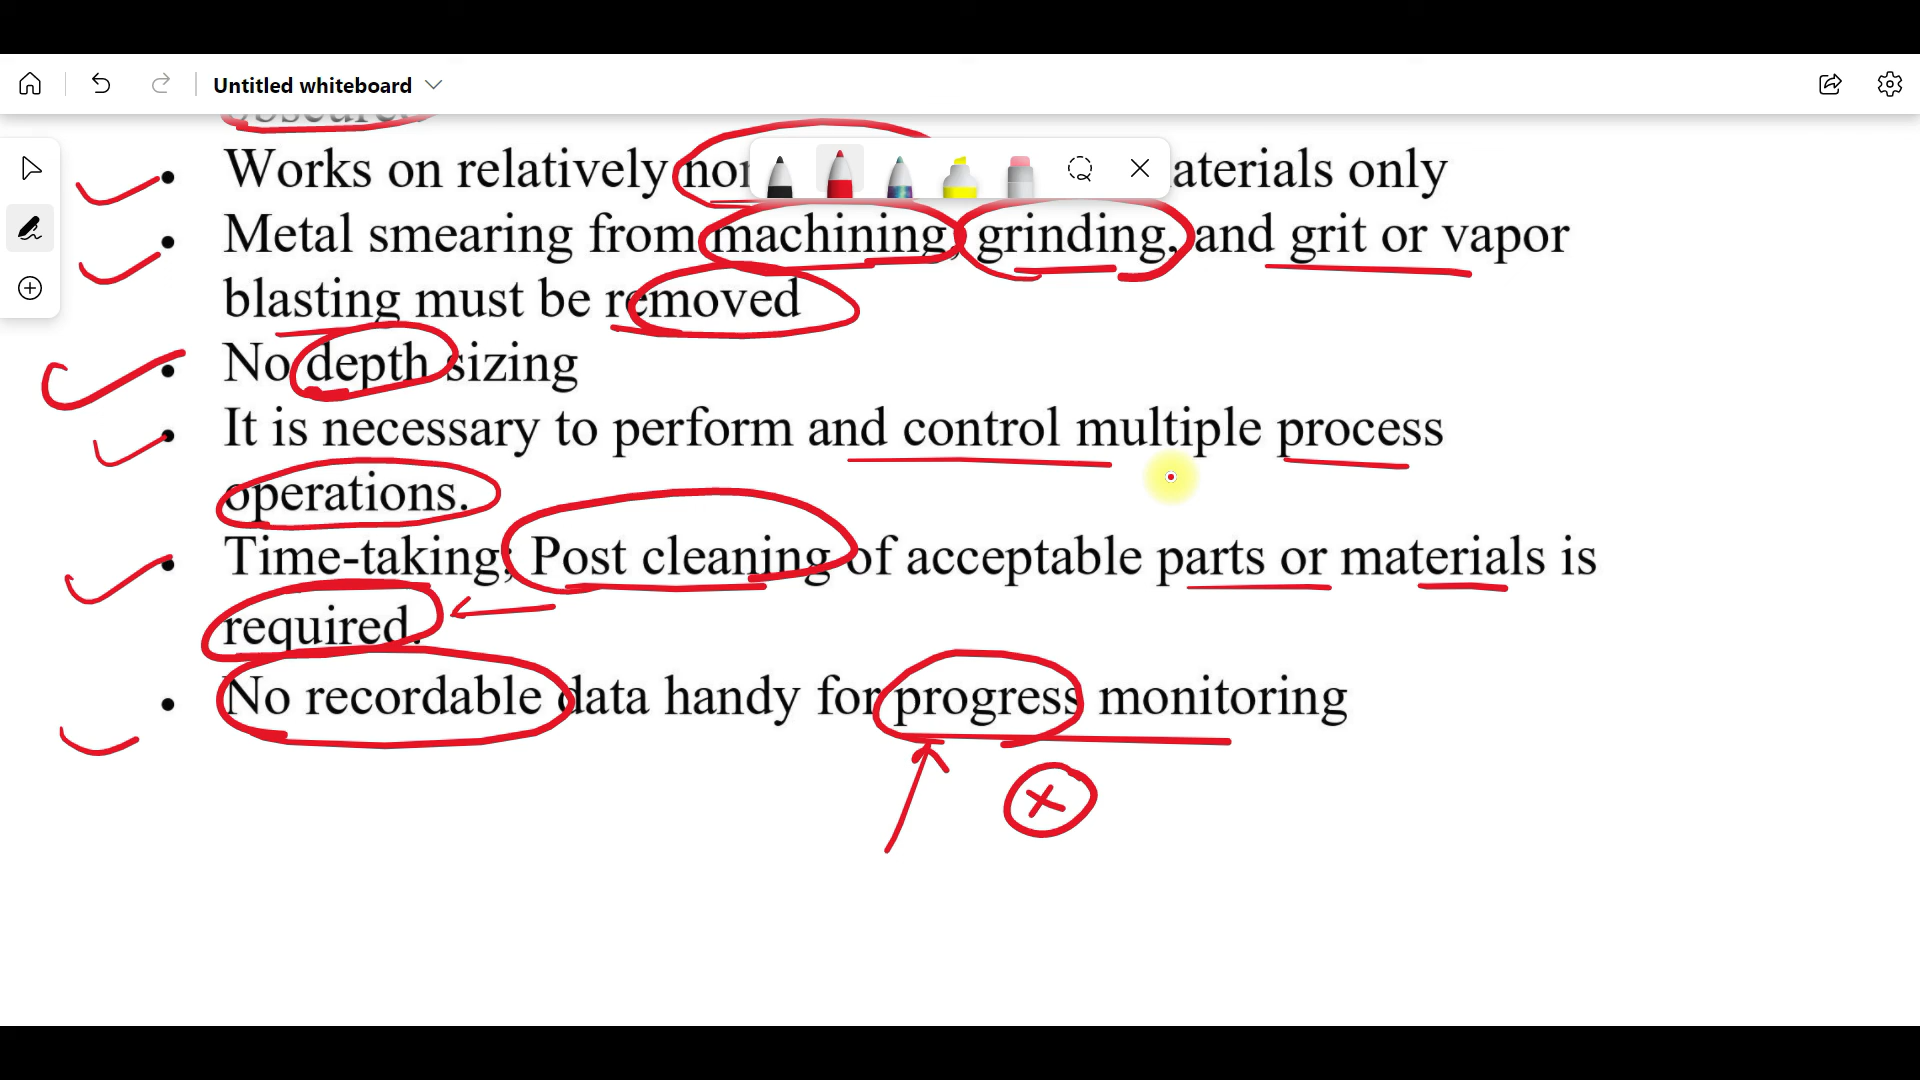 Untitled whiteboard
Works on relatively aterials only
Metal smearing from machining, grinding, and grit or vapor
blasting must be removed
No depth sizing
It is necessary to perform and control multiple process
operations.
Time-taking; Post cleaning of acceptable parts or materials is
required.
No recordable data handy for progress monitoring